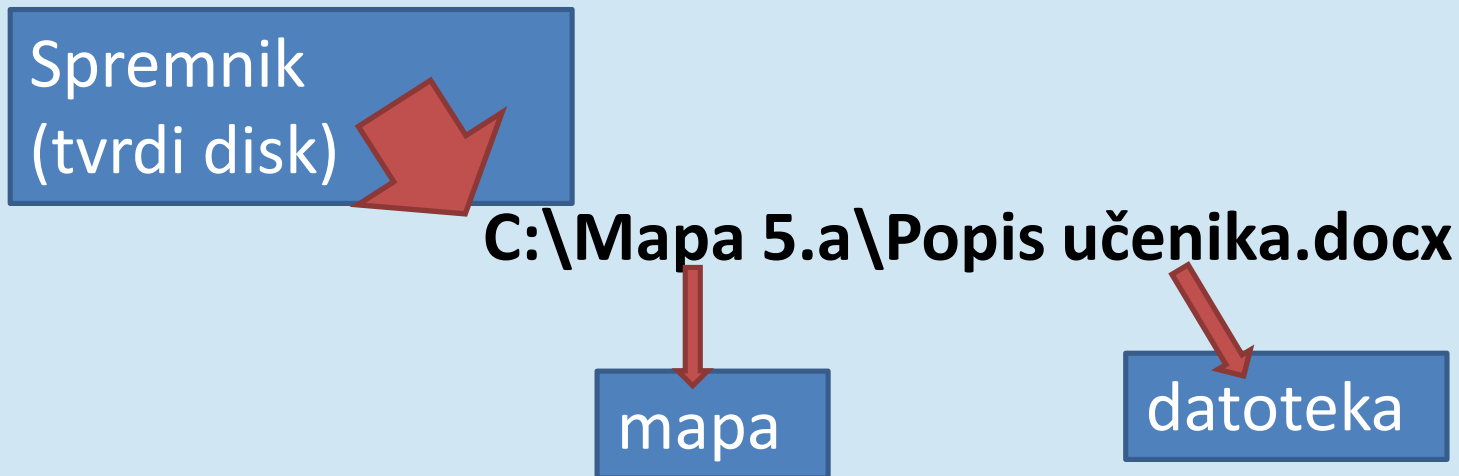 Spremnik
(tvrdi disk)
C:\Mapa 5.a\Popis učenika.docx
mapa
datoteka